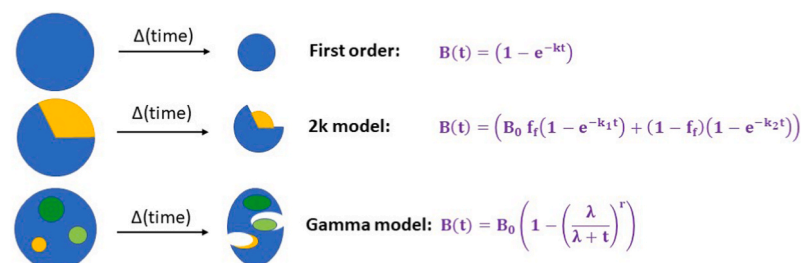 Δ(time) First order: B(t) = (1 − e^{−kt})
Δ(time) 2k model: B(t) = (B₀ f_f(1 − e^{−k₁t}) + (1 − f_f)(1 − e^{−k₂t}))
Δ(time) Gamma model: B(t) = B₀ (1 − (λ / (λ + t))^r)